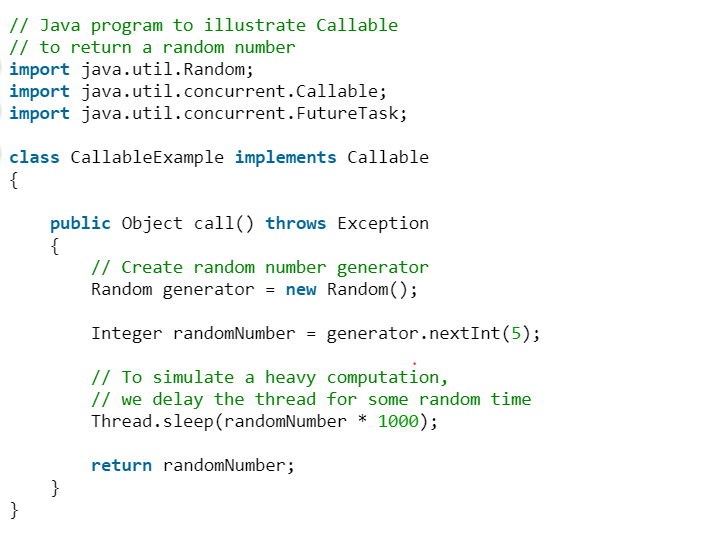 // Java program to illustrate Callable
// to return a random number
import java.util.Random;
import java.util.concurrent.Callable;
import java.util.concurrent.FutureTask;
class CallableExample implements Callable
{
    public Object call() throws Exception
    {
        // Create random number generator
        Random generator = new Random();
        Integer randomNumber = generator.nextInt(5);
        // To simulate a heavy computation,
        // we delay the thread for some random time
        Thread.sleep(randomNumber * 1000);
        return randomNumber;
    }
}